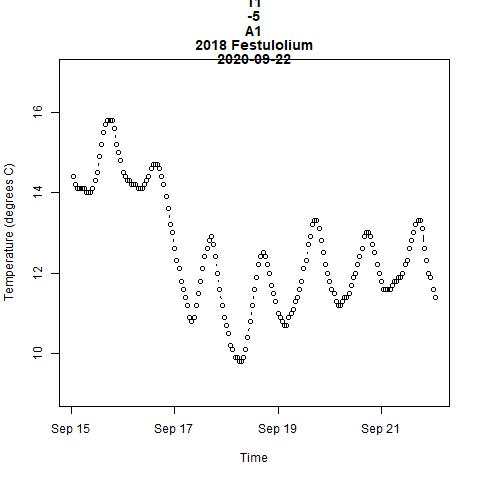 -5
A1
2018 Festulolium
2020-09-22
Temperature (degrees C)
16
14
12
10
Sep 15
Sep 17
Sep 19
Sep 21
Time